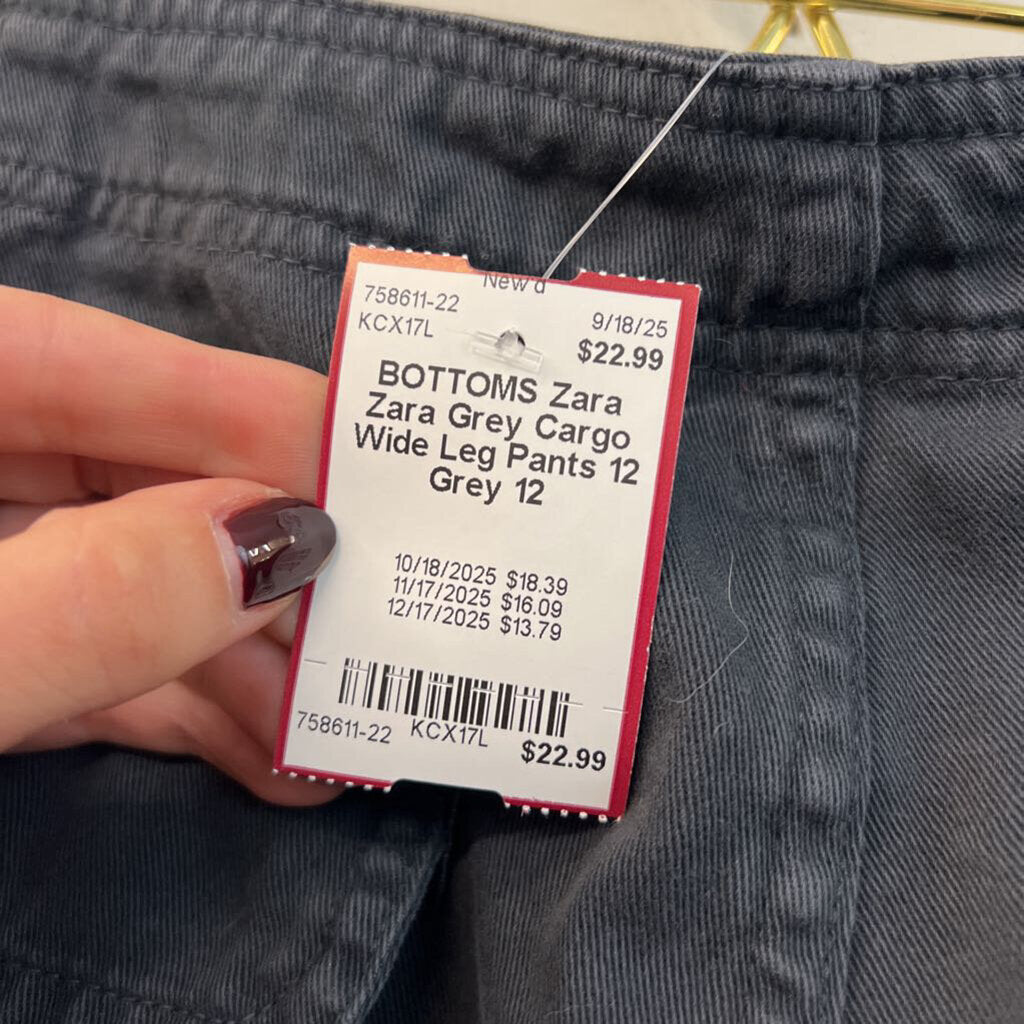 New'd
758611-22
9/18/25
KCX17L
$22.99
BOTTOMS Zara
Zara Grey Cargo
Wide Leg Pants 12
Grey 12
10/18/2025 $18.39
11/17/2025 $16.09
12/17/2025 $13.79
758611-22 KCX17L $22.99